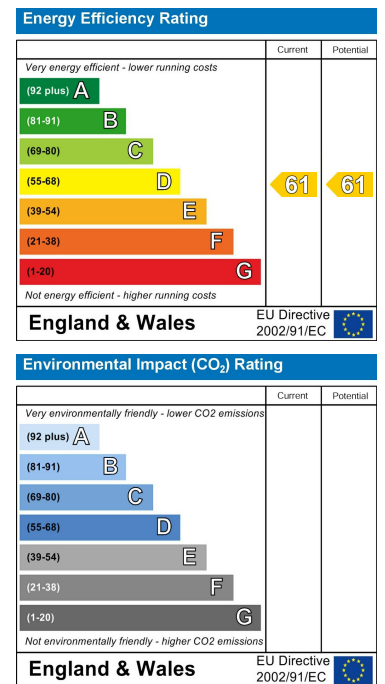 Energy Efficiency Rating
Current Potential
Very energy efficient - lower running costs
(92 plus) A
(81-91) B
(69-80) C
(55-68) D 61 61
(39-54) E
(21-38) F
(1-20) G
Not energy efficient - higher running costs
England & Wales EU Directive 2002/91/EC
Environmental Impact (CO₂) Rating
Current Potential
Very environmentally friendly - lower CO2 emissions
(92 plus) A
(81-91) B
(69-80) C
(55-68) D
(39-54) E
(21-38) F
(1-20) G
Not environmentally friendly - higher CO2 emissions
England & Wales EU Directive 2002/91/EC